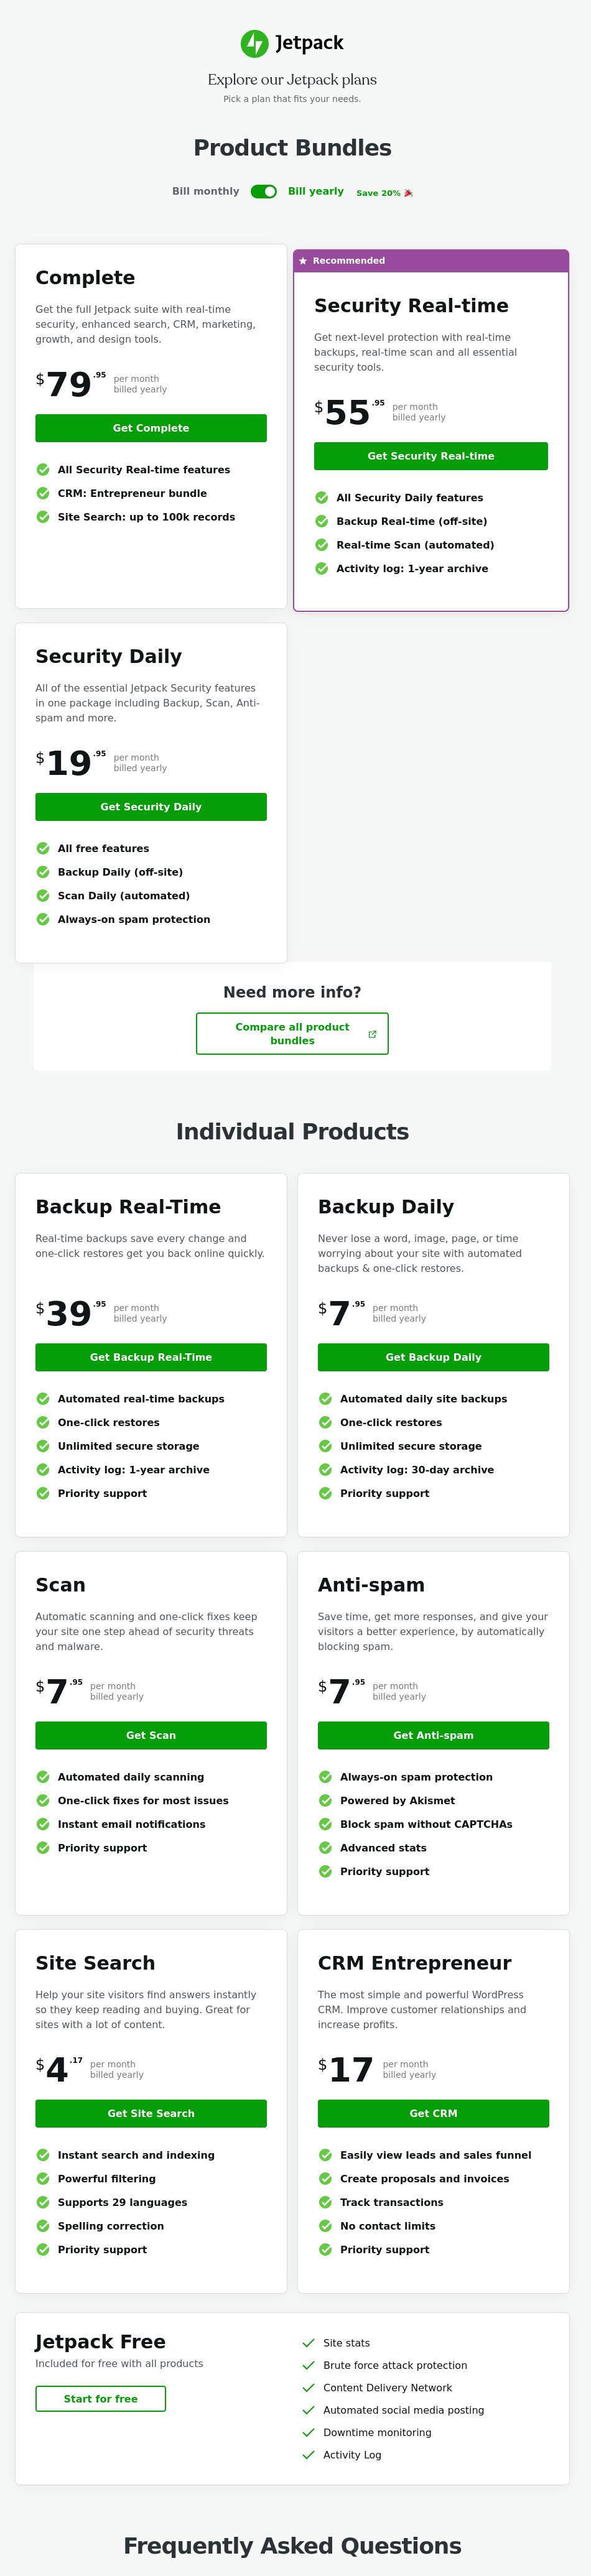 Jetpack
Explore our Jetpack plans
Pick a plan that fits your needs.
Product Bundles
Bill monthly
Bill yearly
Save 20% 🎉
Complete
Get the full Jetpack suite with real-time
security, enhanced search, CRM, marketing,
growth, and design tools.
$79.95
per month
billed yearly
Get Complete
All Security Real-time features
CRM: Entrepreneur bundle
Site Search: up to 100k records
Recommended
Security Real-time
Get next-level protection with real-time
backups, real-time scan and all essential
security tools.
$55.95
per month
billed yearly
Get Security Real-time
All Security Daily features
Backup Real-time (off-site)
Real-time Scan (automated)
Activity log: 1-year archive
Security Daily
All of the essential Jetpack Security features
in one package including Backup, Scan, Anti-
spam and more.
$19.95
per month
billed yearly
Get Security Daily
All free features
Backup Daily (off-site)
Scan Daily (automated)
Always-on spam protection
Need more info?
Compare all product
bundles
Individual Products
Backup Real-Time
Real-time backups save every change and
one-click restores get you back online quickly.
$39.95
per month
billed yearly
Get Backup Real-Time
Automated real-time backups
One-click restores
Unlimited secure storage
Activity log: 1-year archive
Priority support
Backup Daily
Never lose a word, image, page, or time
worrying about your site with automated
backups & one-click restores.
$7.95
per month
billed yearly
Get Backup Daily
Automated daily site backups
One-click restores
Unlimited secure storage
Activity log: 30-day archive
Priority support
Scan
Automatic scanning and one-click fixes keep
your site one step ahead of security threats
and malware.
$7.95
per month
billed yearly
Get Scan
Automated daily scanning
One-click fixes for most issues
Instant email notifications
Priority support
Anti-spam
Save time, get more responses, and give your
visitors a better experience, by automatically
blocking spam.
$7.95
per month
billed yearly
Get Anti-spam
Always-on spam protection
Powered by Akismet
Block spam without CAPTCHAs
Advanced stats
Priority support
Site Search
Help your site visitors find answers instantly
so they keep reading and buying. Great for
sites with a lot of content.
$4.17
per month
billed yearly
Get Site Search
Instant search and indexing
Powerful filtering
Supports 29 languages
Spelling correction
Priority support
CRM Entrepreneur
The most simple and powerful WordPress
CRM. Improve customer relationships and
increase profits.
$17
per month
billed yearly
Get CRM
Easily view leads and sales funnel
Create proposals and invoices
Track transactions
No contact limits
Priority support
Jetpack Free
Included for free with all products
Start for free
Site stats
Brute force attack protection
Content Delivery Network
Automated social media posting
Downtime monitoring
Activity Log
Frequently Asked Questions